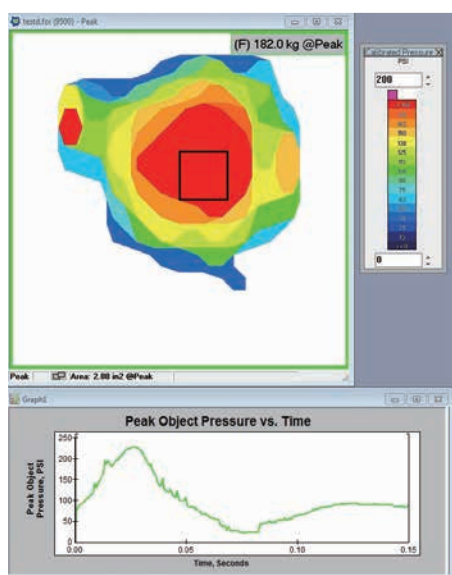 testd.fsx (9500) - Peak
(F) 182.0 kg @Peak
Calibrated Pressure X
PSI
200
0
Peak
Area: 2.88 in2 @Peak
Graph1
Peak Object Pressure vs. Time
Peak Object
Pressure, PSI
250
200
150
100
50
0
0.00
0.05
0.10
0.15
Time, Seconds